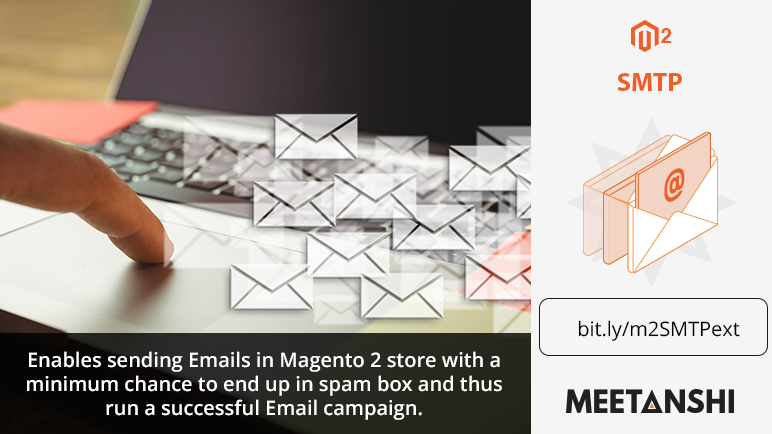 Enables sending Emails in Magento 2 store with a
minimum chance to end up in spam box and thus
run a successful Email campaign.
2
SMTP
@
bit.ly/m2SMTPext
MEETANSHI